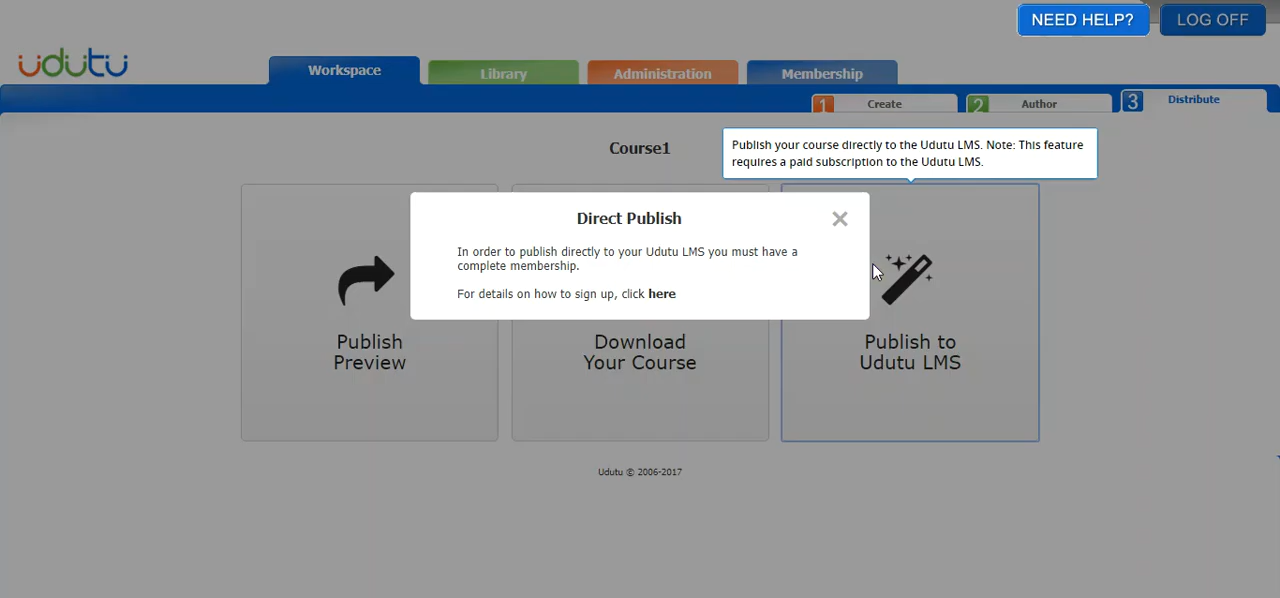 NEED HELP?
LOG OFF
udutu
Workspace
Library
Administration
Membership
1 Create
2 Author
3 Distribute
Course1
Publish your course directly to the Udutu LMS. Note: This feature
requires a paid subscription to the Udutu LMS.
Direct Publish
In order to publish directly to your Udutu LMS you must have a
complete membership.
For details on how to sign up, click here
Publish
Preview
Download
Your Course
Publish to
Udutu LMS
Udutu © 2006-2017